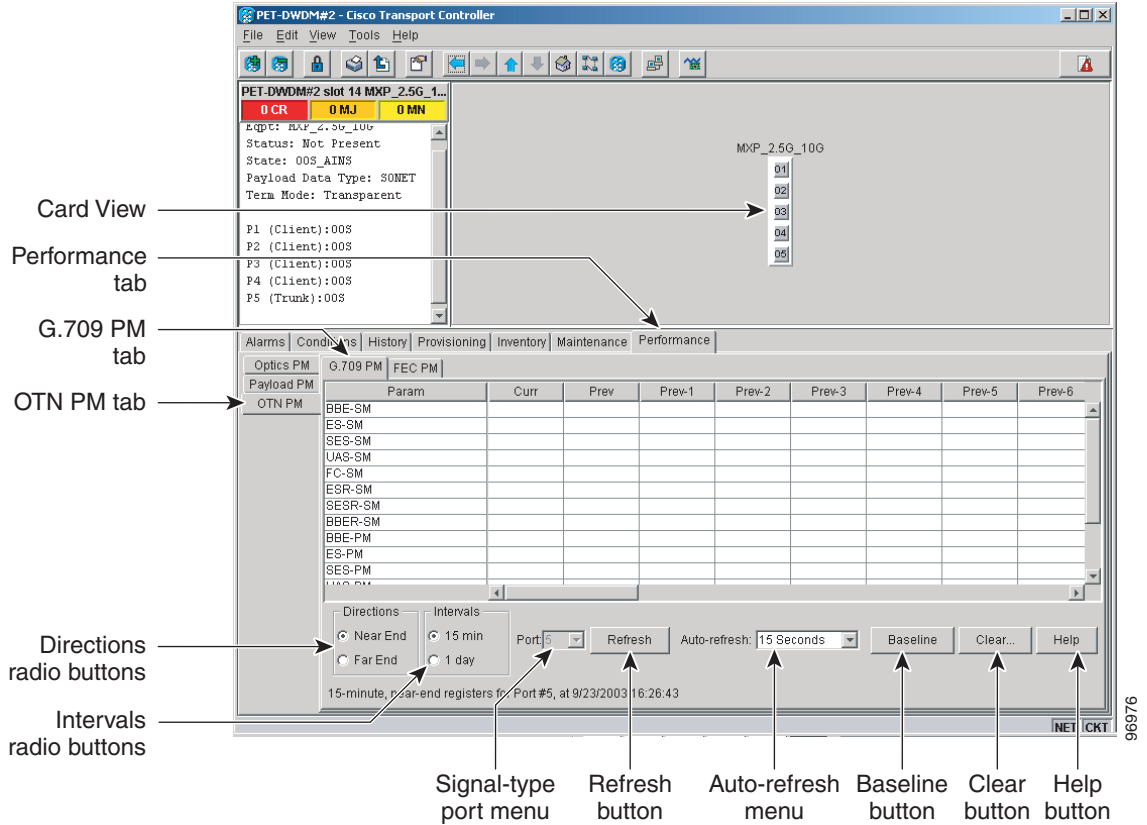 PET-DWDM#2 - Cisco Transport Controller
File Edit View Tools Help
PET-DWDM#2 slot 14 MXP_2.5G_1...
0 CR 0 MJ 0 MN
Eqpt: MXP_2.5G_10G
Status: Not Present
State: OOS_AINS
Payload Data Type: SONET
Term Mode: Transparent
P1 (Client):OOS
P2 (Client):OOS
P3 (Client):OOS
P4 (Client):OOS
P5 (Trunk):OOS
MXP_2.5G_10G
01
02
03
04
05
Card View
Performance
tab
G.709 PM
tab
OTN PM tab
Alarms Conditions History Provisioning Inventory Maintenance Performance
Optics PM
Payload PM
OTN PM
G.709 PM FEC PM
Param Curr Prev Prev-1 Prev-2 Prev-3 Prev-4 Prev-5 Prev-6
BBE-SM
ES-SM
SES-SM
UAS-SM
FC-SM
ESR-SM
SESR-SM
BBER-SM
BBE-PM
ES-PM
SES-PM
UAS-PM
Directions Intervals
Near End 15 min Port: 5 Refresh Auto-refresh: 15 Seconds Baseline Clear... Help
Far End 1 day
15-minute, near-end registers for Port #5, at 9/23/2003 16:26:43
NET CKT
Directions
radio buttons
Intervals
radio buttons
Signal-type
port menu
Refresh
button
Auto-refresh
menu
Baseline
button
Clear
button
Help
button
96976